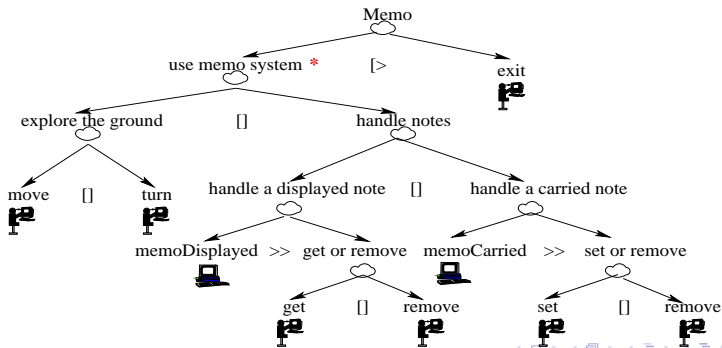 Memo
use memo system * [>
exit
explore the ground [] handle notes
move [] turn
handle a displayed note [] handle a carried note
memoDisplayed >> get or remove memoCarried >> set or remove
get [] remove set [] remove